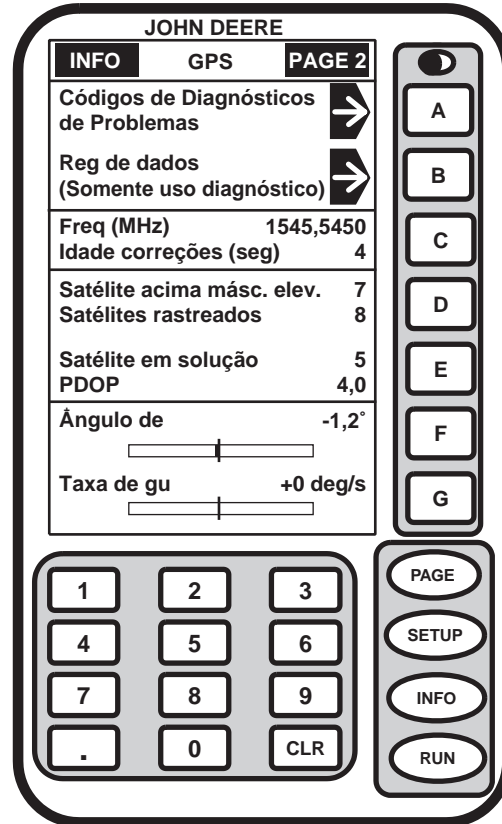 JOHN DEERE
INFO GPS PAGE 2
Códigos de Diagnósticos
de Problemas
Reg de dados
(Somente uso diagnóstico)
Freq (MHz) 1545,5450
Idade correções (seg) 4
Satélite acima másc. elev. 7
Satélites rastreados 8
Satélite em solução 5
PDOP 4,0
Ângulo de -1,2°
Taxa de gu +0 deg/s
A
B
C
D
E
F
G
PAGE
SETUP
INFO
RUN
1 2 3
4 5 6
7 8 9
. 0 CLR